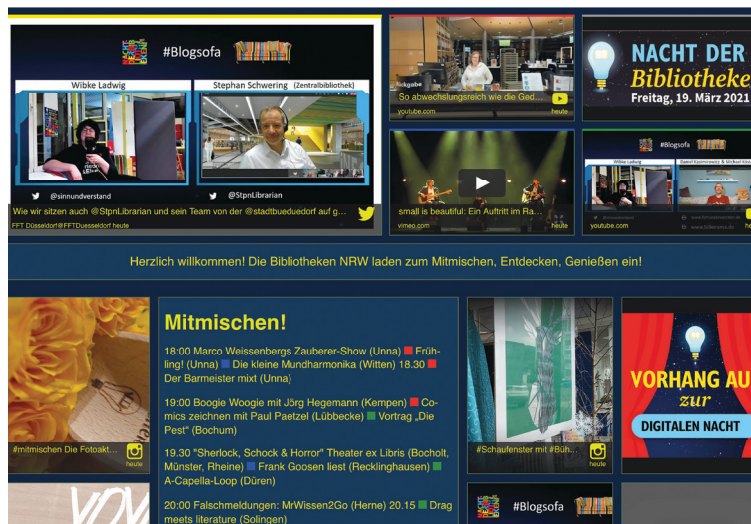 #Blogsofa
Wibke Ladwig
Stephan Schwering (Zentralbibliothek)
@sinnundverstand
@StpnLibrarian
Wie wir sitzen auch @StpnLibrarian und sein Team von der @stadtbueduedorf auf g...
FFT Düsseldorf@FFTDuesseldorf heute
So abwechslungsreich wie die Ged...
youtube.com
heute
NACHT DER
Bibliotheke
Freitag, 19. März 2021
small is beautiful: Ein Auftritt im Ra...
vimeo.com
heute
#Blogsofa
Wibke Ladwig
youtube.com
Herzlich willkommen! Die Bibliotheken NRW laden zum Mitmischen, Entdecken, Genießen ein!
#mitmischen Die Fotoakt...
heute
Mitmischen!
18:00 Marco Weissenbergs Zauberer-Show (Unna) Früh-
ling! (Unna) Die kleine Mundharmonika (Witten) 18.30
Der Barmeister mixt (Unna)
19:00 Boogie Woogie mit Jörg Hegemann (Kempen) Co-
mics zeichnen mit Paul Paetzel (Lübbecke) Vortrag „Die
Pest“ (Bochum)
19.30 "Sherlock, Schock & Horror" Theater ex Libris (Bocholt,
Münster, Rheine) Frank Goosen liest (Recklinghausen)
A-Capella-Loop (Düren)
20:00 Falschmeldungen: MrWissen2Go (Herne) 20.15 Drag
meets literature (Solingen)
#Schaufenster mit #Büh...
heute
VORHANG AU
zur
DIGITALEN NACHT
#Blogsofa